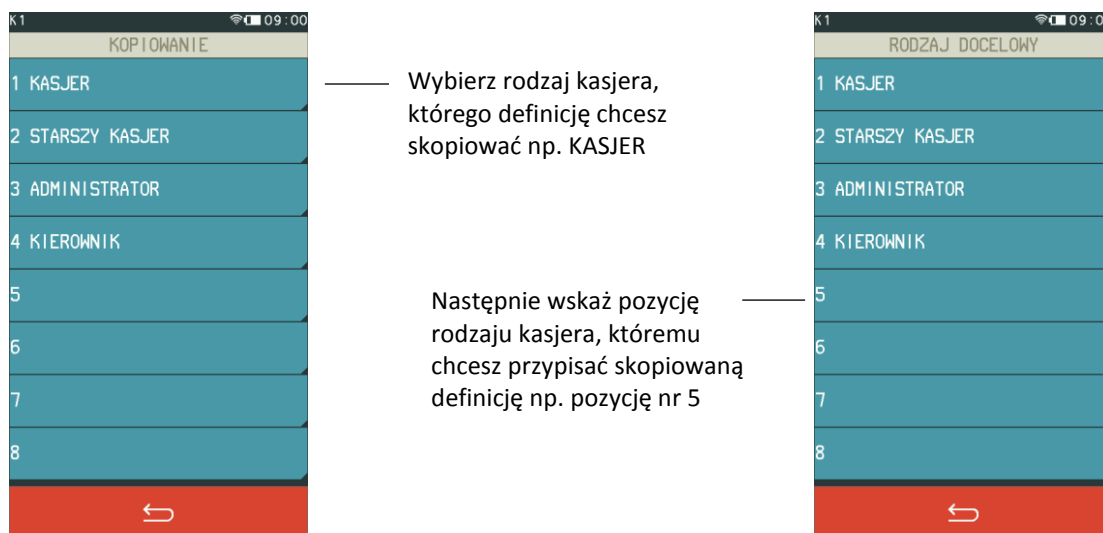 K1 09:00
KOPIOWANIE
1 KASJER
2 STARSZY KASJER
3 ADMINISTRATOR
4 KIEROWNIK
5
6
7
8
Wybierz rodzaj kasjera,
którego definicję chcesz
skopiować np. KASJER
Następnie wskaż pozycję
rodzaju kasjera, któremu
chcesz przypisać skopiowaną
definicję np. pozycję nr 5
K1 09:0
RODZAJ DOCELOWY
1 KASJER
2 STARSZY KASJER
3 ADMINISTRATOR
4 KIEROWNIK
5
6
7
8